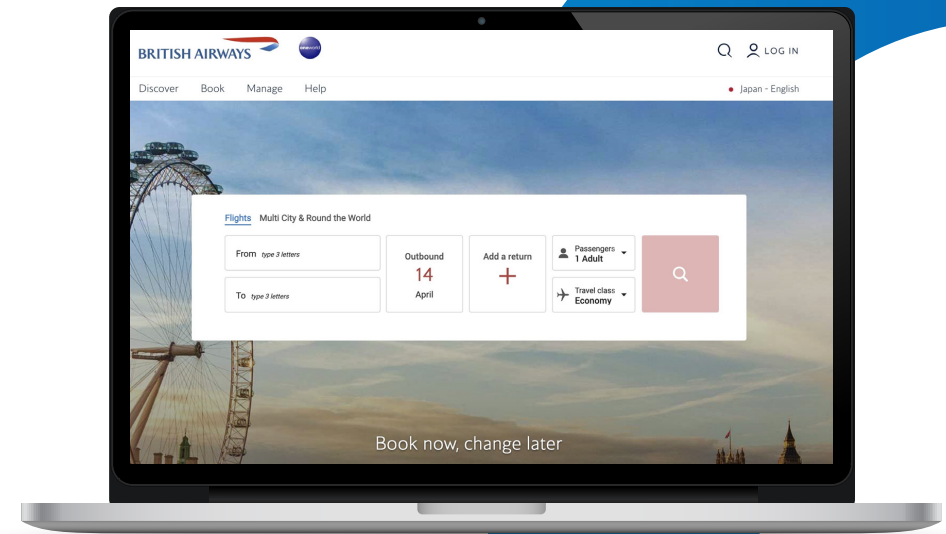 BRITISH AIRWAYS
oneworld
LOG IN
Discover Book Manage Help
Japan - English
Flights Multi City & Round the World
From type 3 letters
To type 3 letters
Outbound
14
April
Add a return
+
Passengers
1 Adult
Travel class
Economy
Book now, change later